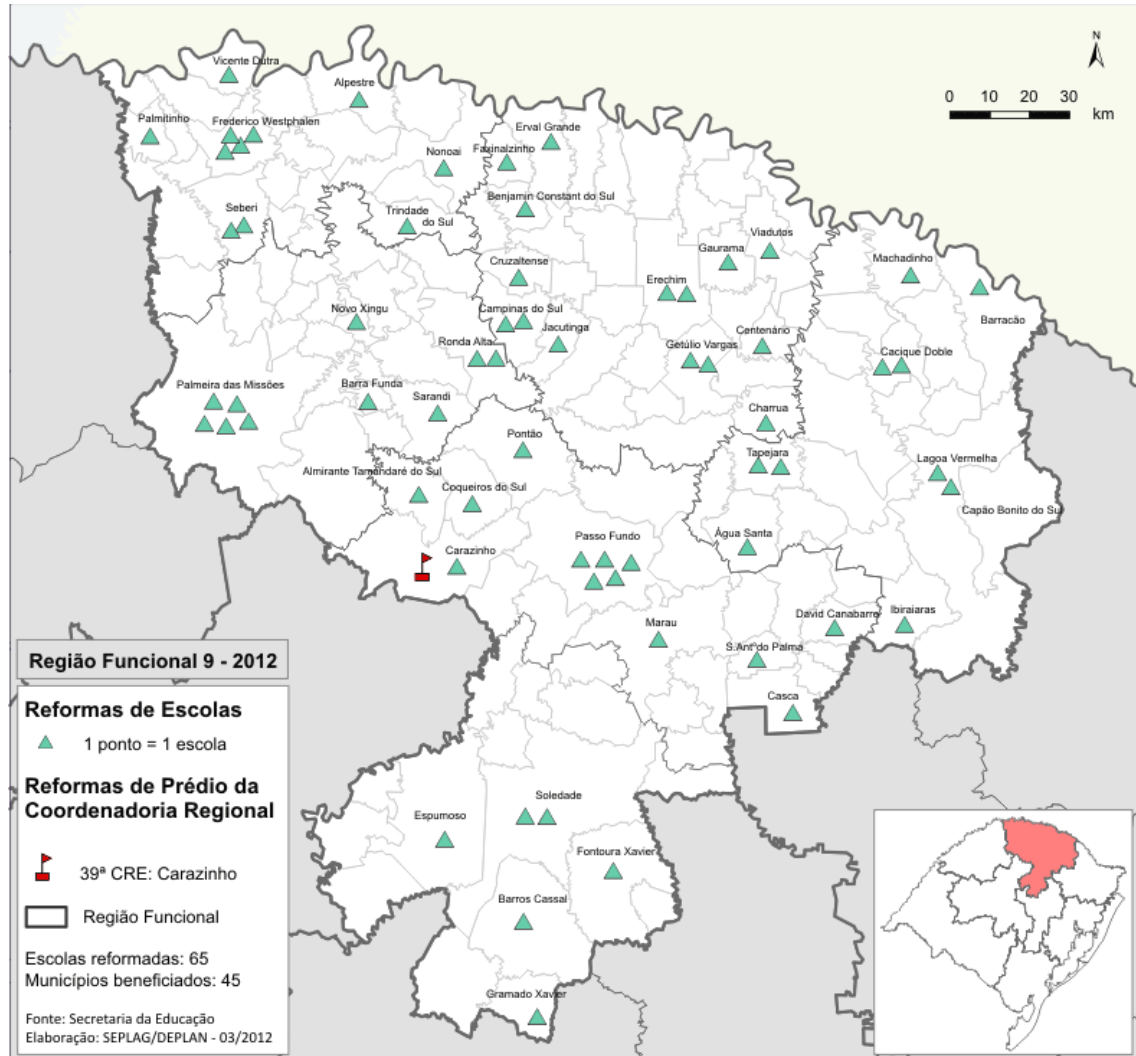 Vicente Dutra
Alpestre
N
0 10 20 30
km
Palmitinho
Frederico Westphalen
Erval Grande
Nonoai
Faxinalzinho
Benjamin Constant do Sul
Seberi
Trindade
do Sul
Viadutos
Gaurama
Machadinho
Cruzaltense
Erechim
Barracão
Novo Xingu
Campinas do Sul
Jacutinga
Centenário
Ronda Alta
Getúlio Vargas
Cacique Doble
Palmeira das Missões
Barra Funda
Sarandi
Charrua
Pontão
Tapejara
Lagoa Vermelha
Almirante Tamandaré do Sul
Coqueiros do Sul
Capão Bonito do Sul
Passo Fundo
Água Santa
Carazinho
David Canabarro
Ibiraiaras
Marau
S.Antº do Palma
Casca
Região Funcional 9 - 2012
Reformas de Escolas
1 ponto = 1 escola
Reformas de Prédio da
Coordenadoria Regional
39ª CRE: Carazinho
Região Funcional
Escolas reformadas: 65
Municípios beneficiados: 45
Fonte: Secretaria da Educação
Elaboração: SEPLAG/DEPLAN - 03/2012
Soledade
Espumoso
Fontoura Xavier
Barros Cassal
Gramado Xavier